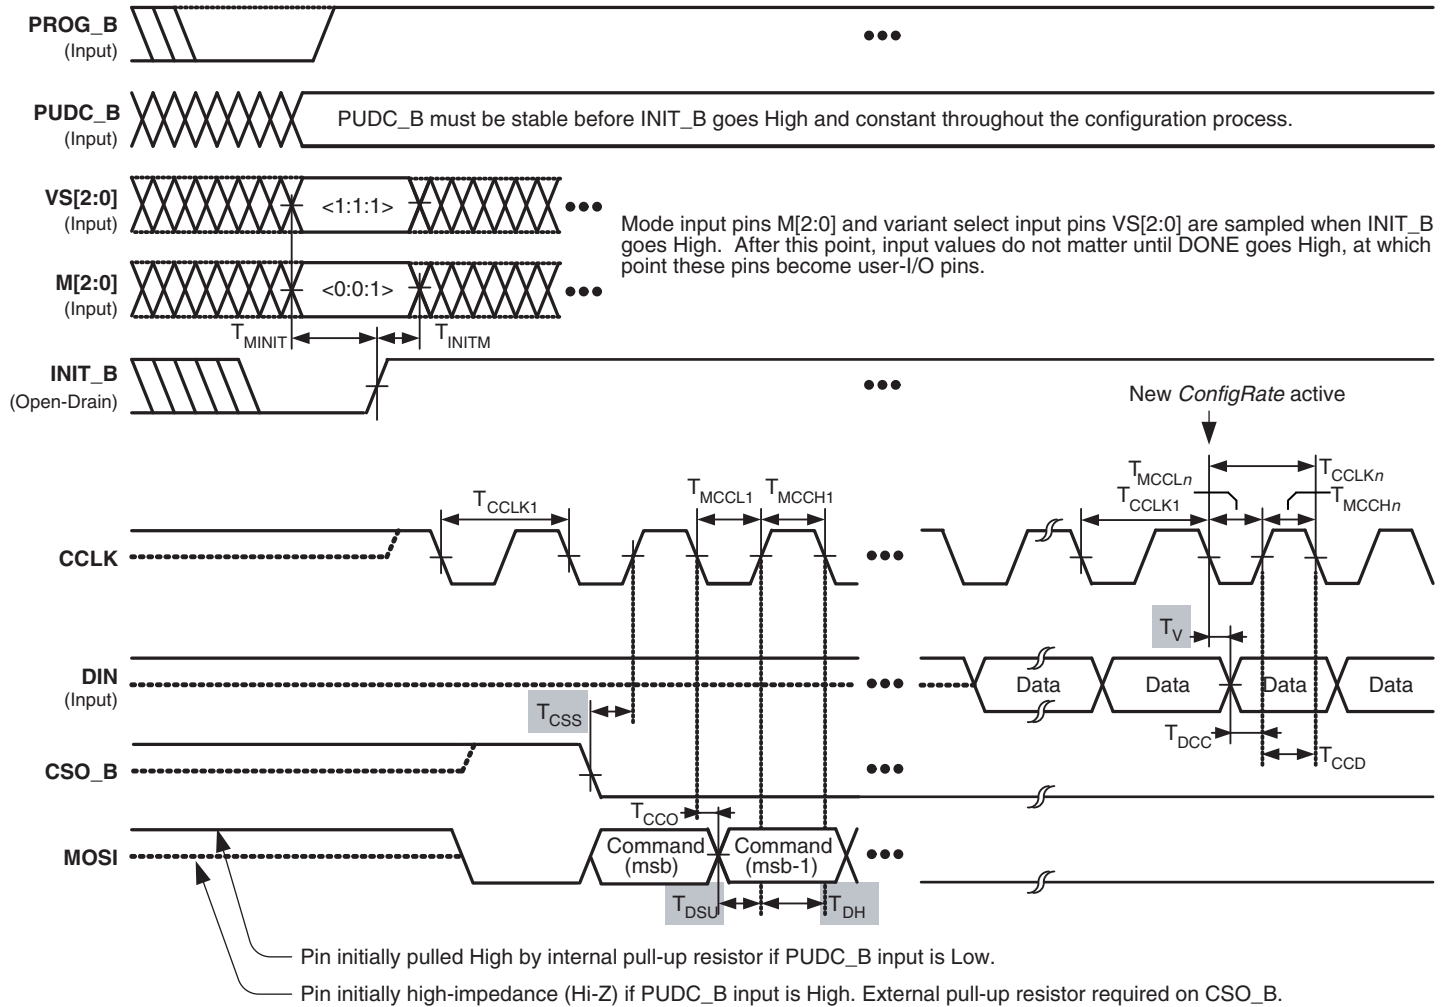 PROG_B
(Input)
●●●
PUDC_B
(Input)
PUDC_B must be stable before INIT_B goes High and constant throughout the configuration process.
VS[2:0]
(Input)
<1:1:1>
●●●
Mode input pins M[2:0] and variant select input pins VS[2:0] are sampled when INIT_B
goes High. After this point, input values do not matter until DONE goes High, at which
point these pins become user-I/O pins.
M[2:0]
(Input)
<0:0:1>
●●●
TMINIT
TINITM
INIT_B
(Open-Drain)
●●●
New ConfigRate active
TMCCLn
TCCLKn
TCCLK1
TMCCL1
TMCCH1
TCCLK1
TMCCHn
CCLK
●●●
TV
DIN
(Input)
●●●
Data
Data
Data
Data
TCSS
TDCC
TCCD
CSO_B
●●●
TCCO
MOSI
Command
(msb)
Command
(msb-1)
●●●
TDSU
TDH
Pin initially pulled High by internal pull-up resistor if PUDC_B input is Low.
Pin initially high-impedance (Hi-Z) if PUDC_B input is High. External pull-up resistor required on CSO_B.